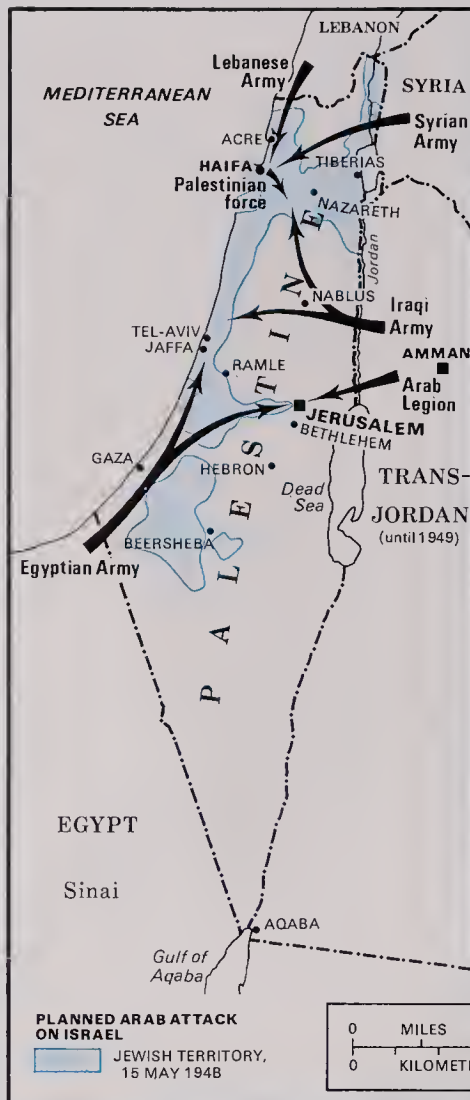 LEBANON
Lebanese
Army
MEDITERRANEAN
SEA
SYRIA
ACRE
Syrian
Army
HAIFA
Palestinian
force
TIBERIAS
NAZARETH
Jordan
NABLUS
Iraqi
Army
TEL-AVIV
JAFFA
AMMAN
RAMLE
Arab
Legion
JERUSALEM
BETHLEHEM
GAZA
HEBRON
Dead
Sea
TRANS-
JORDAN
(until 1949)
BEERSHEBA
Egyptian Army
PALESTINE
EGYPT
Sinai
AQABA
Gulf of
Aqaba
PLANNED ARAB ATTACK
ON ISRAEL
JEWISH TERRITORY,
15 MAY 1948
0 MILES
0 KILOMET